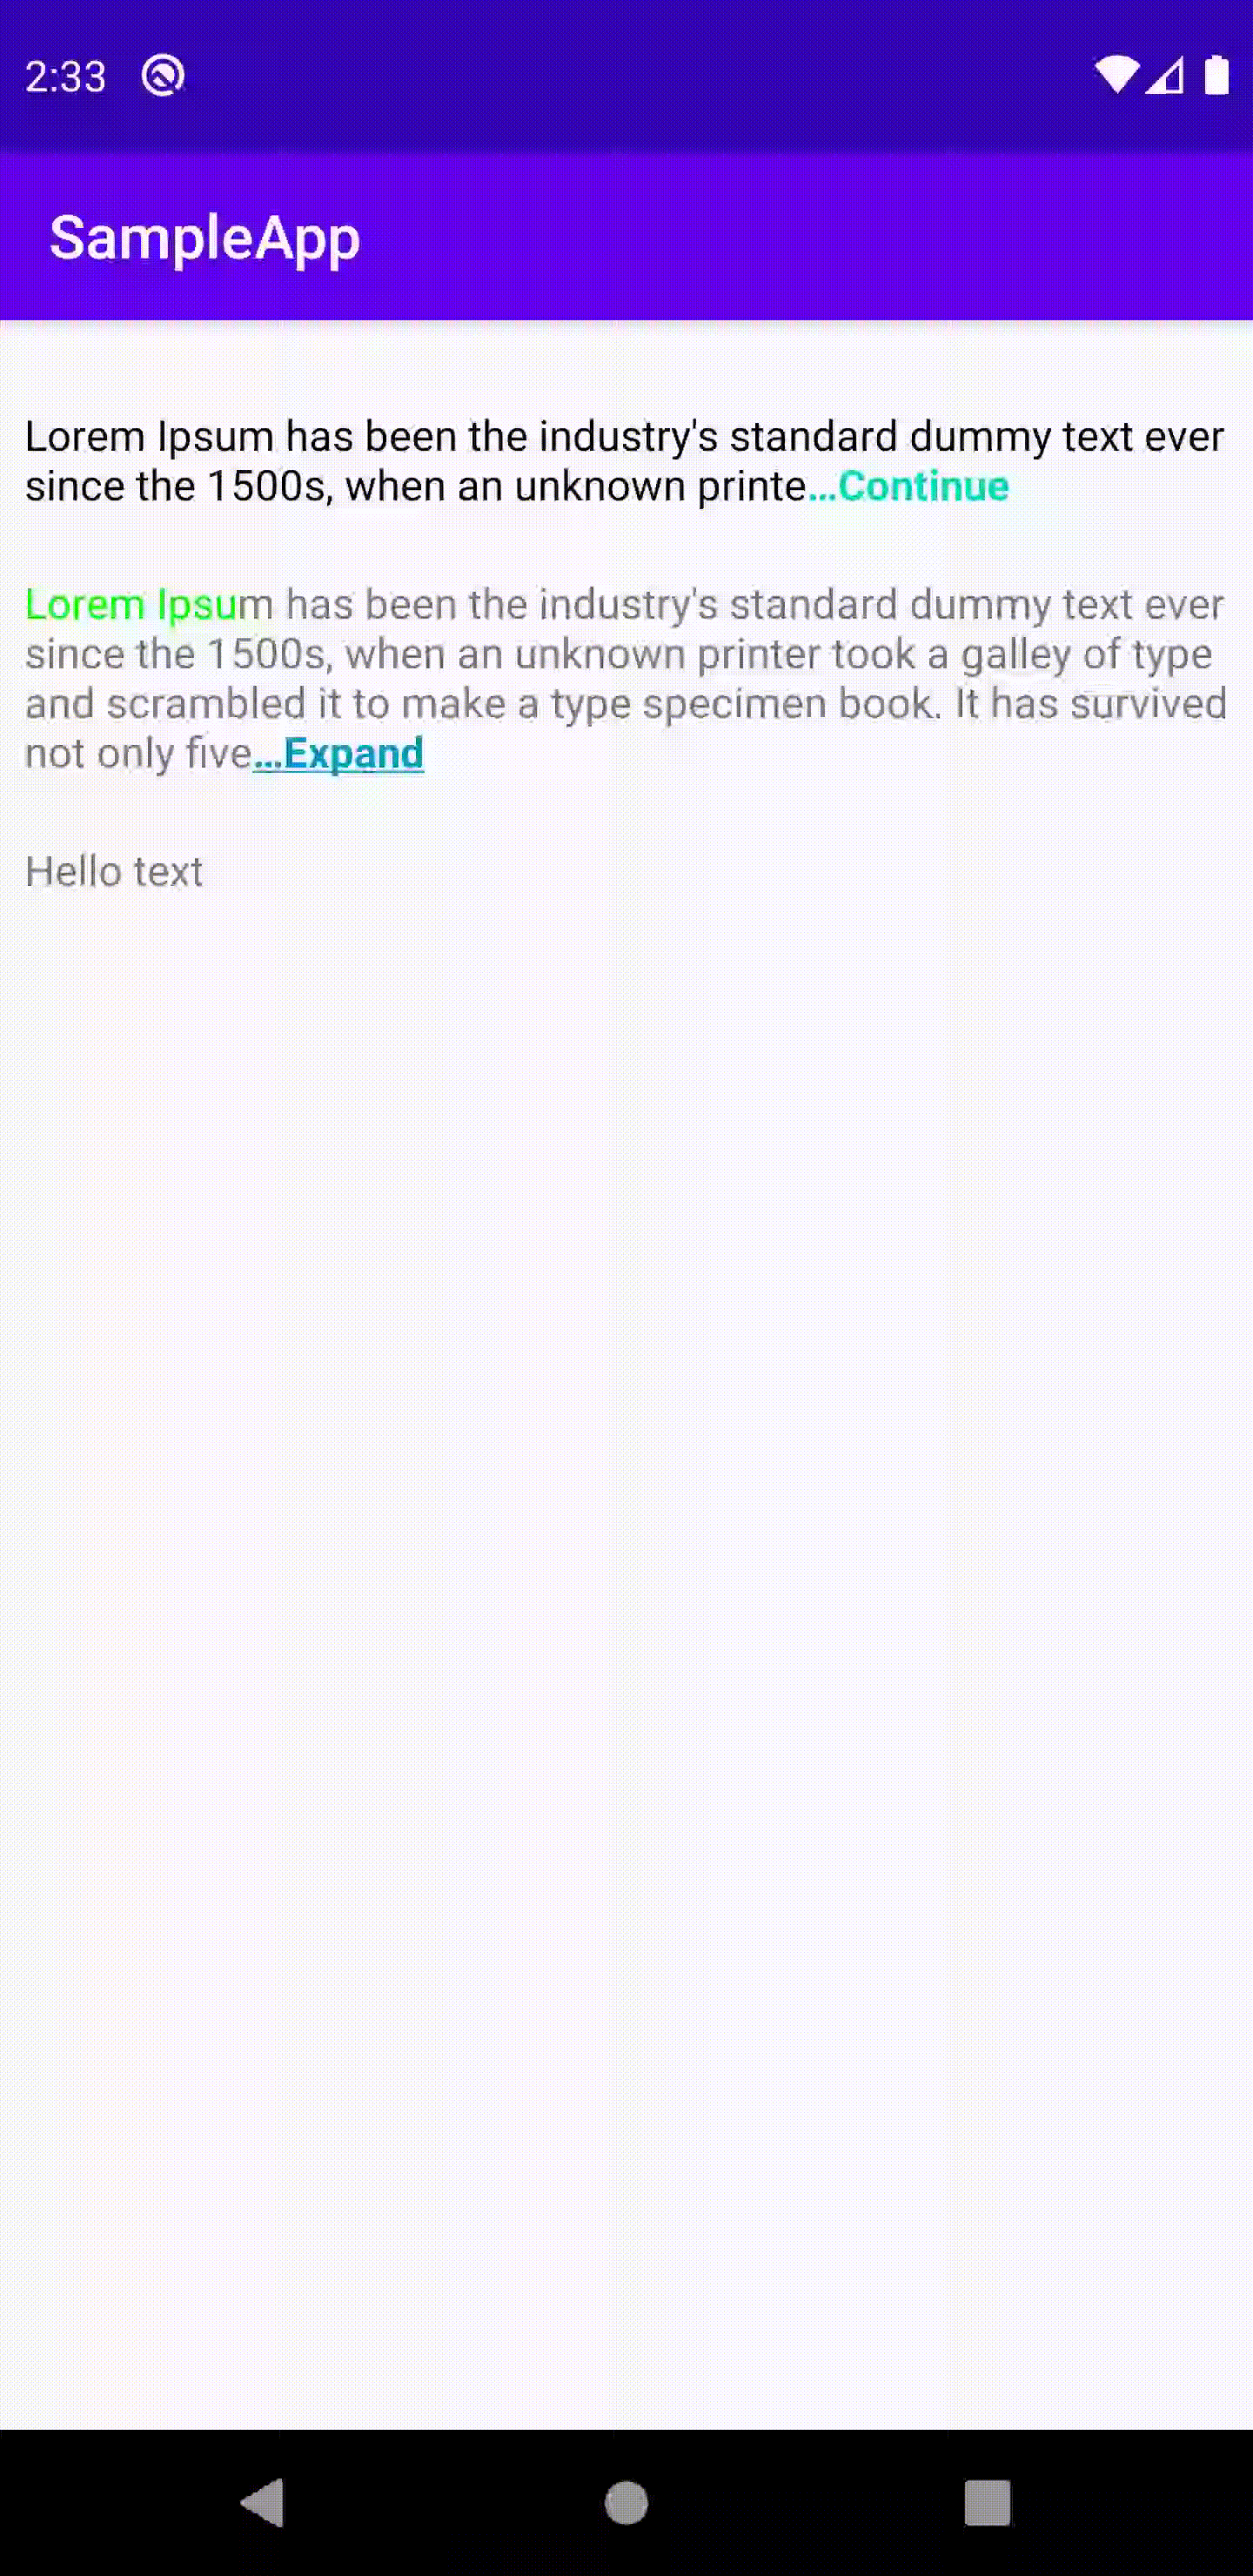 2:33
SampleApp
Lorem Ipsum has been the industry's standard dummy text ever
since the 1500s, when an unknown printe...Continue
Lorem Ipsum has been the industry's standard dummy text ever
since the 1500s, when an unknown printer took a galley of type
and scrambled it to make a type specimen book. It has survived
not only five...Expand
Hello text